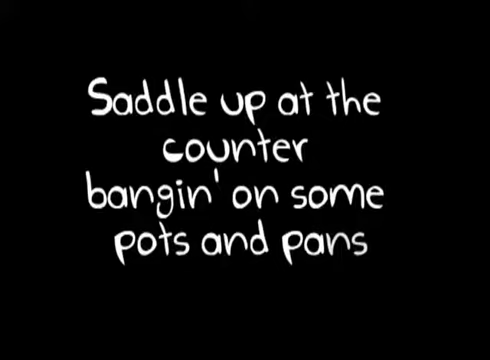 Saddle up at the
counter
bangin' on some
pots and pans